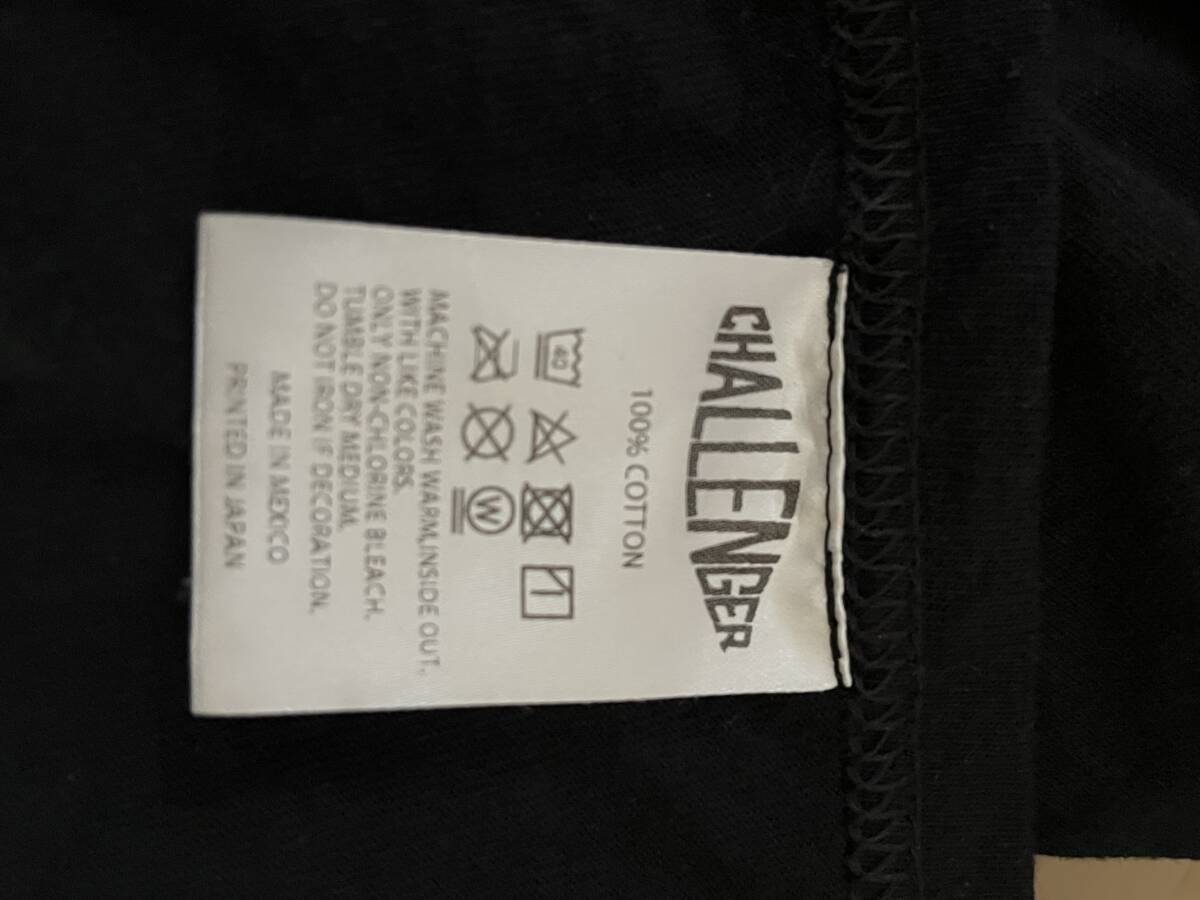 CHALLENGER
100% COTTON
40
W
MACHINE WASH WARM,INSIDE OUT,
WITH LIKE COLORS.
ONLY NON-CHLORINE BLEACH.
TUMBLE DRY MEDIUM.
DO NOT IRON IF DECORATION.
MADE IN MEXICO
PRINTED IN JAPAN